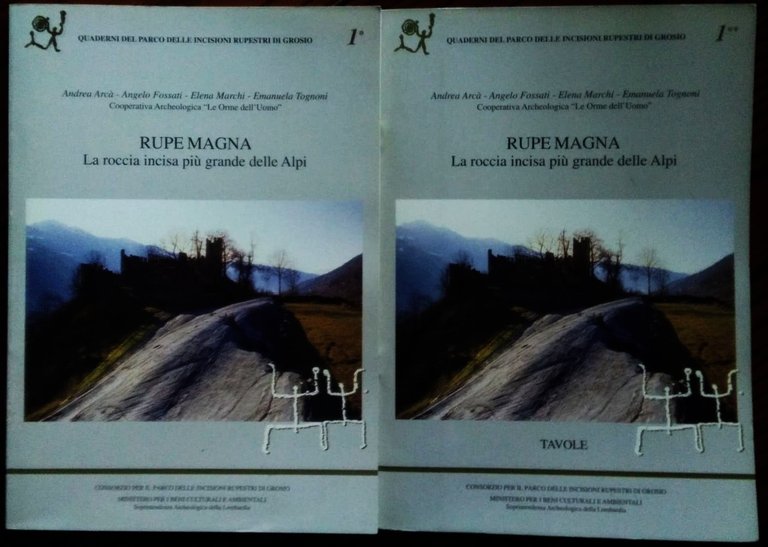 QUADERNI DEL PARCO DELLE INCISIONI RUPESTRI DI GROSIO 1*
Andrea Arcà - Angelo Fossati - Elena Marchi - Emanuela Tognoni
Cooperativa Archeologica "Le Orme dell'Uomo"
RUPE MAGNA
La roccia incisa più grande delle Alpi
CONSORZIO PER IL PARCO DELLE INCISIONI RUPESTRI DI GROSIO
MINISTERO PER I BENI CULTURALI E AMBIENTALI
Soprintendenza Archeologica della Lombardia
QUADERNI DEL PARCO DELLE INCISIONI RUPESTRI DI GROSIO 1**
Andrea Arcà - Angelo Fossati - Elena Marchi - Emanuela Tognoni
Cooperativa Archeologica "Le Orme dell'Uomo"
RUPE MAGNA
La roccia incisa più grande delle Alpi
TAVOLE
CONSORZIO PER IL PARCO DELLE INCISIONI RUPESTRI DI GROSIO
MINISTERO PER I BENI CULTURALI E AMBIENTALI
Soprintendenza Archeologica della Lombardia